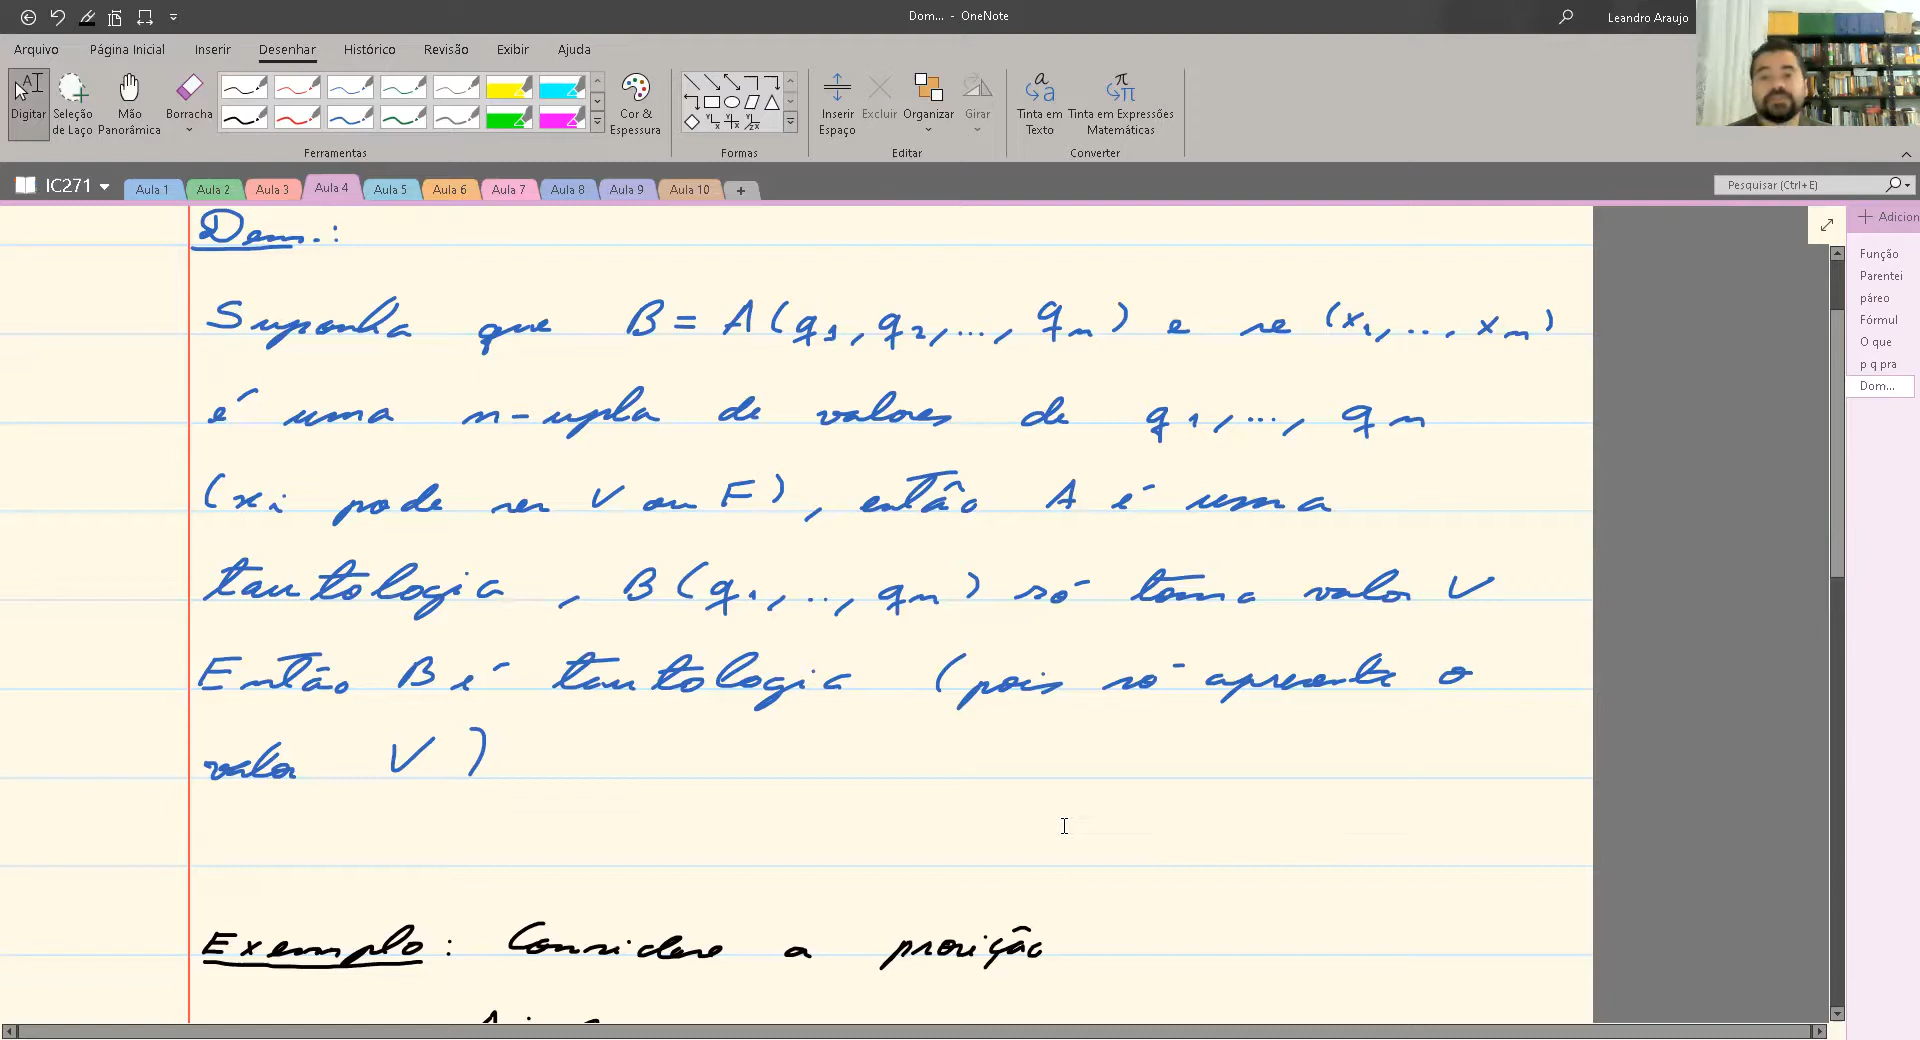 Dom... - OneNote
Leandro Araujo
Arquivo Página Inicial Inserir Desenhar Histórico Revisão Exibir Ajuda
Digitar Seleção de Laço Mão Panorâmica Borracha Cor & Espessura Inserir Espaço Excluir Organizar Girar Tinta em Texto Tinta em Expressões Matemáticas
Ferramentas Formas Editar Converter
IC271 Aula 1 Aula 2 Aula 3 Aula 4 Aula 5 Aula 6 Aula 7 Aula 8 Aula 9 Aula 10 + Pesquisar (Ctrl+E)
Adicion
Função
Parentei
páreo
Fórmul
O que
p q pra
Dom...
Dem.:
Suponha que B = A(q1, q2, ..., qn) e se (x1, ..., xn)
é uma n-upla de valores de q1, ..., qn
(xi pode ser V ou F), então A é uma
tautologia, B(q1, .., qn) só toma valor V
Então B é tautologia (pois só apresenta o
valor V)
Exemplo: Considere a